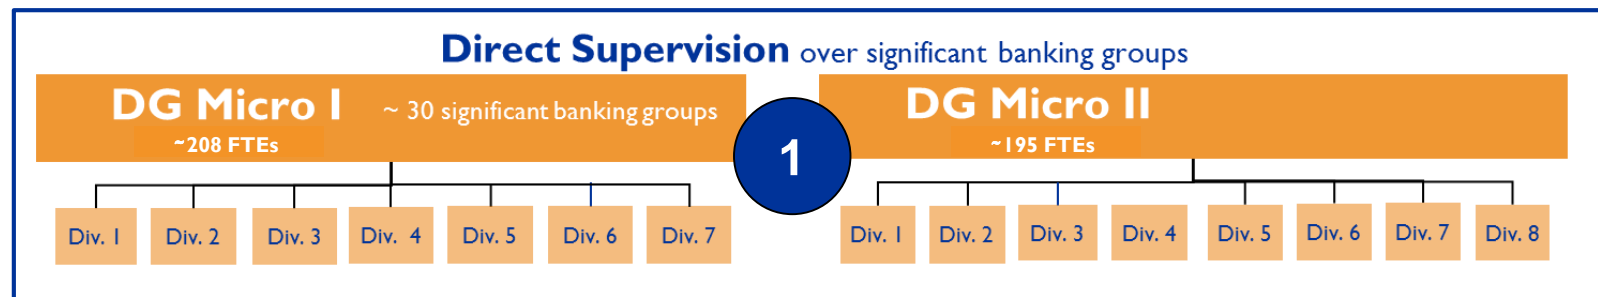 Direct Supervision over significant banking groups
DG Micro I ~ 30 significant banking groups
~208 FTEs
1
DG Micro II
~195 FTEs
Div. 1 Div. 2 Div. 3 Div. 4 Div. 5 Div. 6 Div. 7
Div. 1 Div. 2 Div. 3 Div. 4 Div. 5 Div. 6 Div. 7 Div. 8